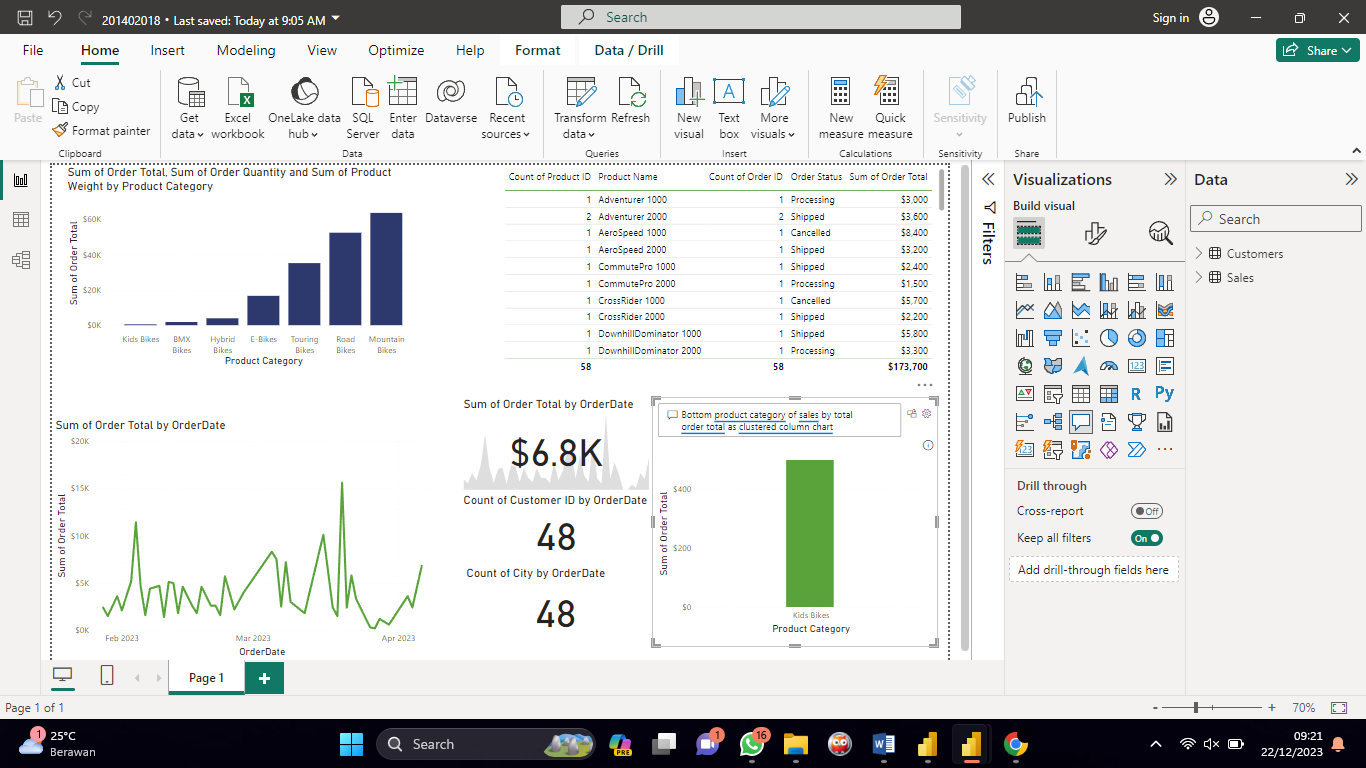 201402018 • Last saved: Today at 9:05 AM
Search
Sign in
File Home Insert Modeling View Optimize Help Format Data / Drill
Share
Paste
Cut
Copy
Format painter
Clipboard
Get data
Excel workbook
OneLake data hub
SQL Server
Enter data
Dataverse
Recent sources
Data
Transform data
Refresh
Queries
New visual
Text box
More visuals
Insert
New measure
Quick measure
Calculations
Sensitivity
Sensitivity
Publish
Share
Sum of Order Total, Sum of Order Quantity and Sum of Product
Weight by Product Category
Sum of Order Total
$60K
$40K
$20K
$0K
Kids Bikes BMX Bikes Hybrid Bikes E-Bikes Touring Bikes Road Bikes Mountain Bikes
Product Category
Count of Product ID Product Name Count of Order ID Order Status Sum of Order Total
1 Adventurer 1000 1 Processing $3,000
2 Adventurer 2000 2 Shipped $3,600
1 AeroSpeed 1000 1 Cancelled $8,400
1 AeroSpeed 2000 1 Shipped $3,200
1 CommutePro 1000 1 Shipped $2,400
1 CommutePro 2000 1 Processing $1,500
1 CrossRider 1000 1 Cancelled $5,700
1 CrossRider 2000 1 Shipped $2,200
1 DownhillDominator 1000 1 Shipped $5,800
1 DownhillDominator 2000 1 Processing $3,300
58 58 $173,700
Sum of Order Total by OrderDate
Sum of Order Total
$20K
$15K
$10K
$5K
$0K
Feb 2023 Mar 2023 Apr 2023
OrderDate
Sum of Order Total by OrderDate
$6.8K
Count of Customer ID by OrderDate
48
Count of City by OrderDate
48
Bottom product category of sales by total
order total as clustered column chart
Sum of Order Total
$400
$200
$0
Kids Bikes
Product Category
Filters
Visualizations
Build visual
123
R
Py
123
Drill through
Cross-report Off
Keep all filters On
Add drill-through fields here
Data
Search
Customers
Sales
Page 1
Page 1 of 1
- + 70%
1
25°C
Berawan
Search
PRE
1
16
W
09:21
22/12/2023